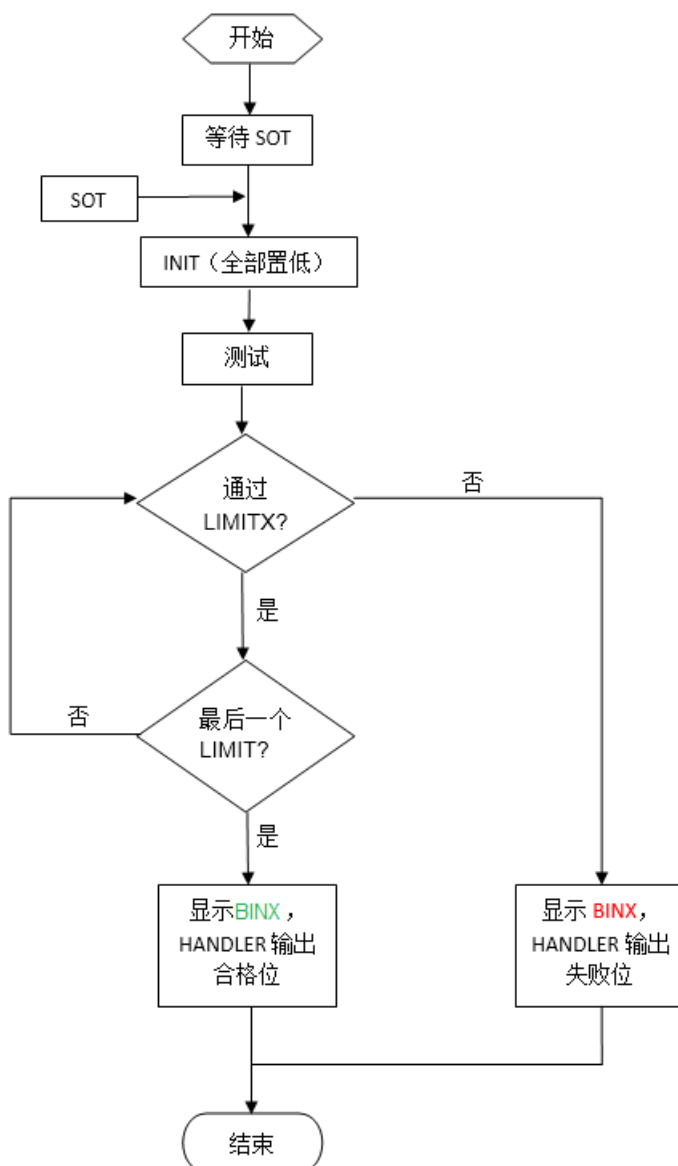 开始
等待 SOT
SOT
INIT（全部置低）
测试
通过
LIMITX?
否
是
最后一个
LIMIT?
否
是
显示BINX，
HANDLER 输出
合格位
显示 BINX，
HANDLER 输出
失败位
结束